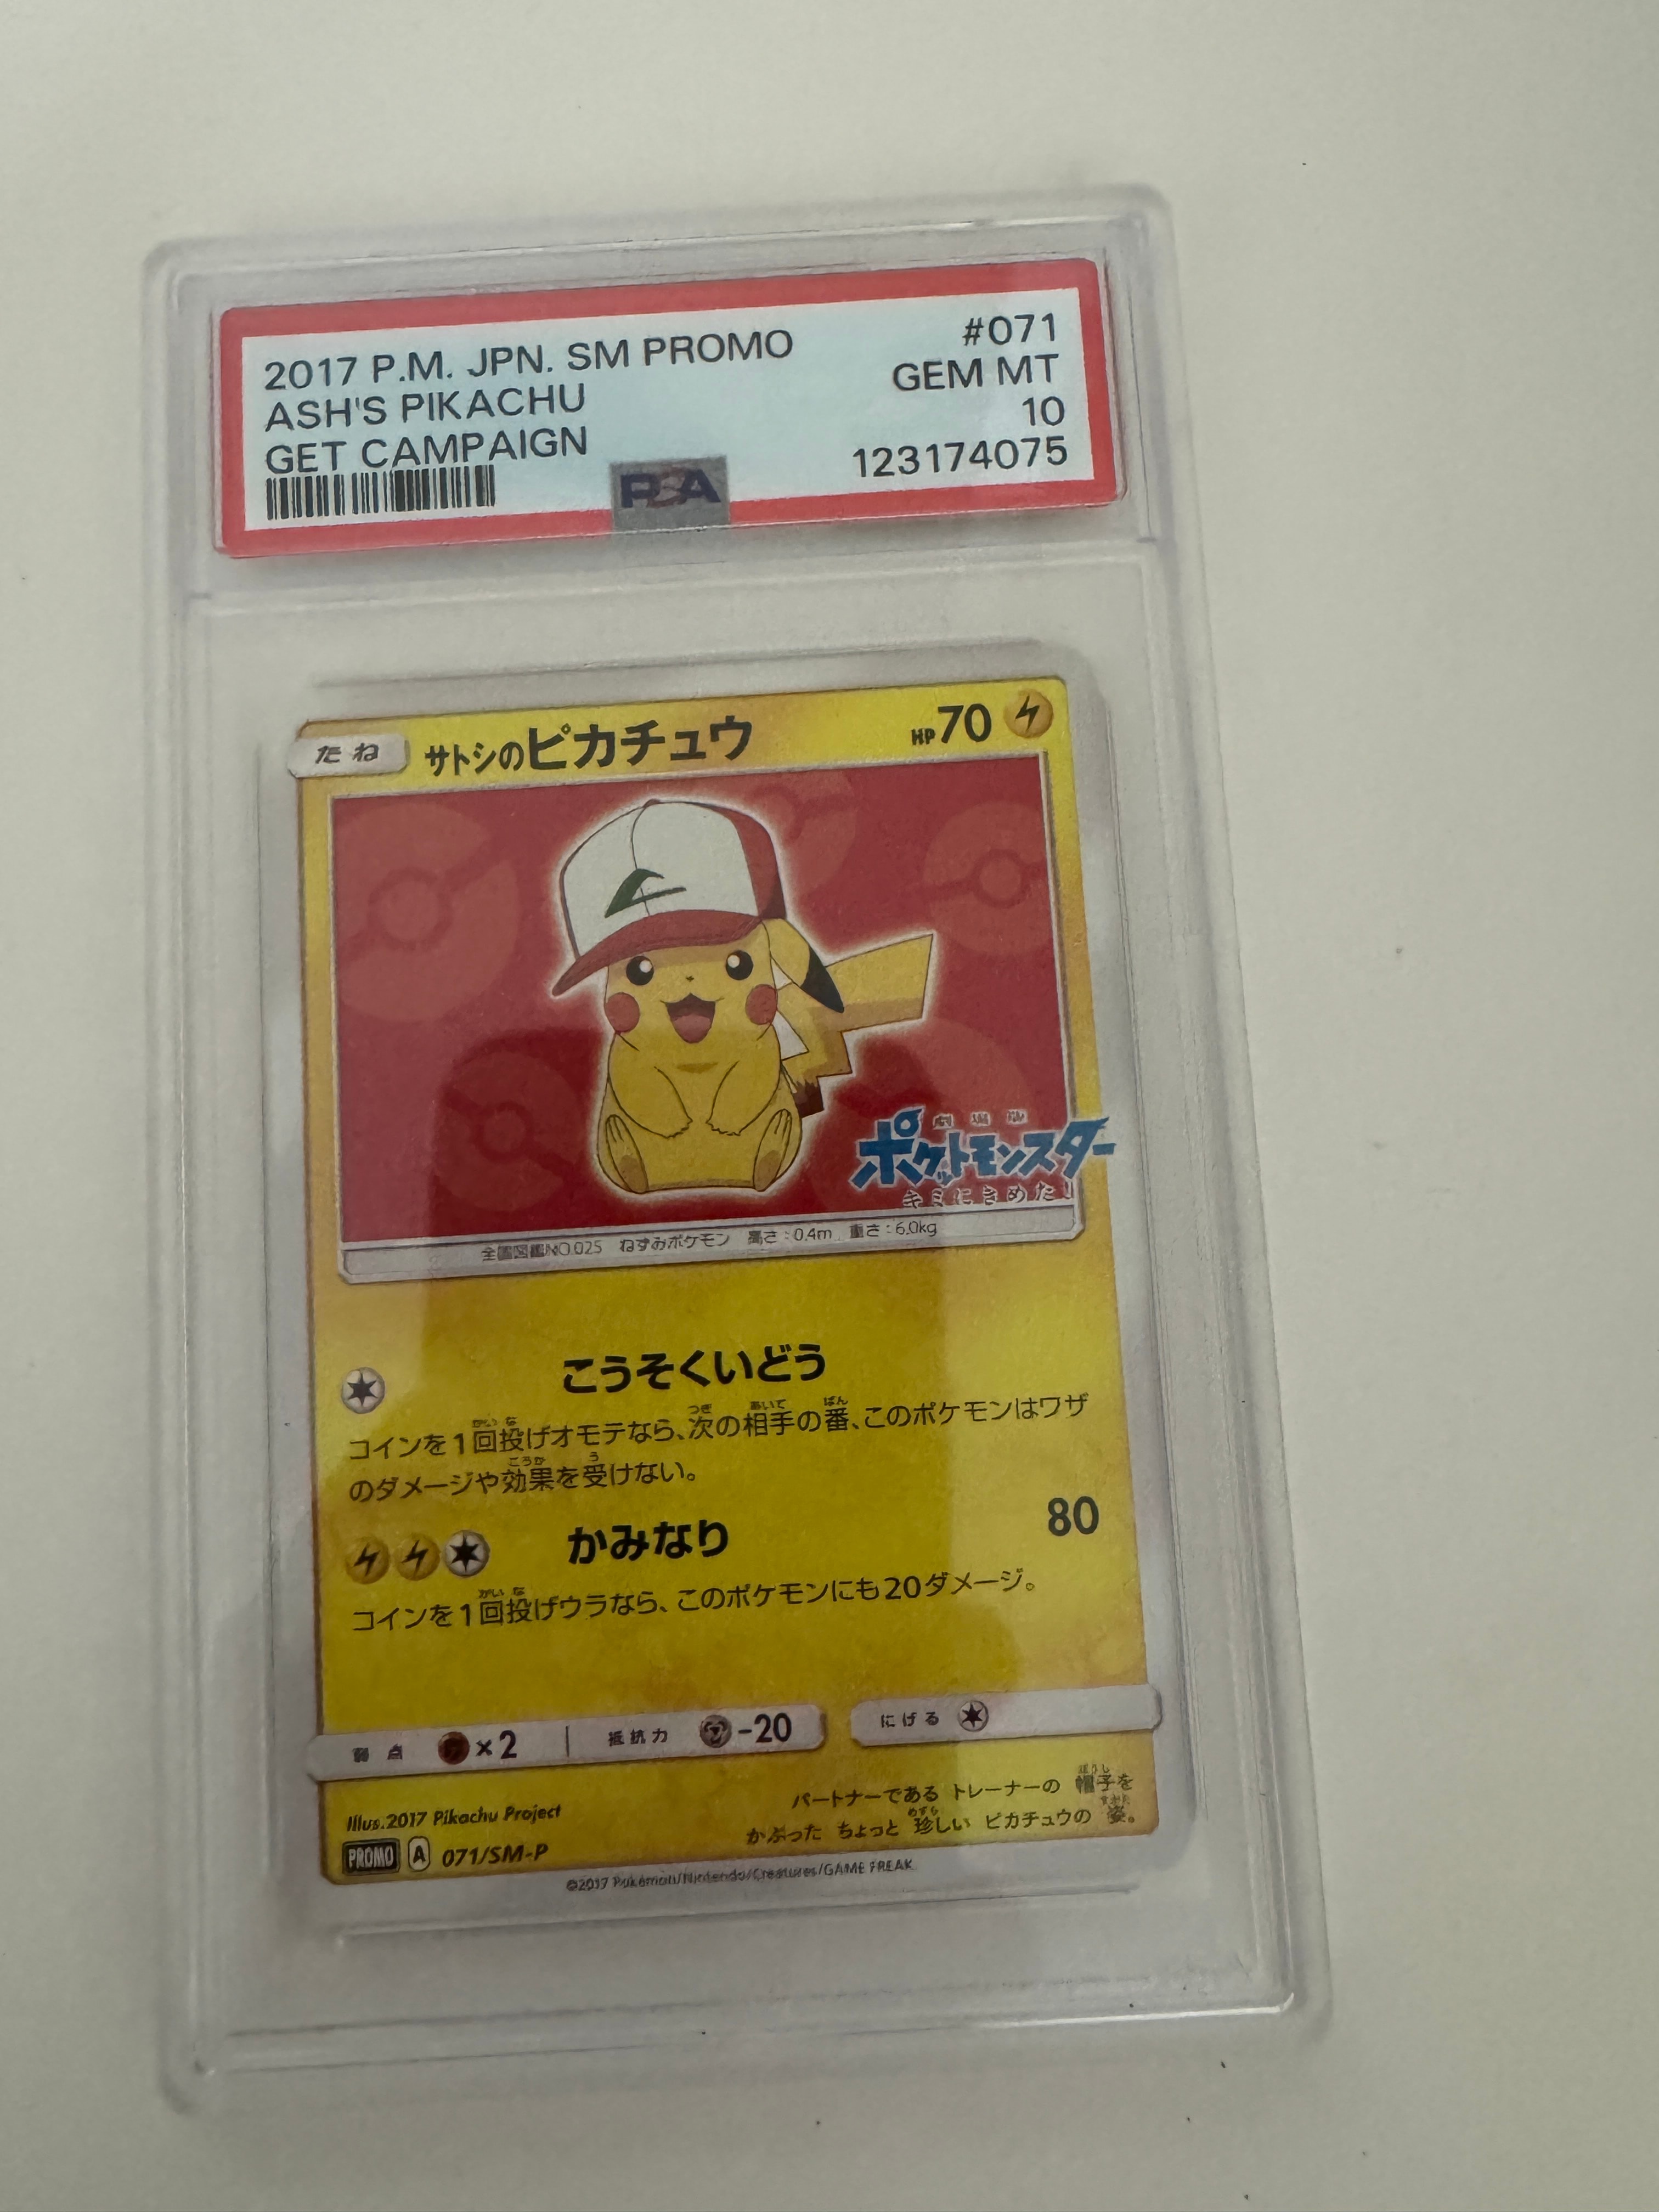 2017 P.M. JPN. SM PROMO #071
ASH'S PIKACHU GEM MT
GET CAMPAIGN 10
123174075
PSA
たね サトシのピカチュウ HP70
劇場版
ポケットモンスター
キミにきめた!
全国図鑑NO.025 ねずみポケモン 高さ:0.4m 重さ:6.0kg
こうそくいどう
コインを1回投げオモテなら、次の相手の番、このポケモンはワザ
のダメージや効果を受けない。
かみなり 80
コインを1回投げウラなら、このポケモンにも20ダメージ。
弱点 ×2 抵抗力 -20 にげる
パートナーである トレーナーの 帽子を
かぶった ちょっと 珍しい ピカチュウの 姿。
Illus.2017 Pikachu Project
PROMO A 071/SM-P
©2017 Pokémon/Nintendo/Creatures/GAME FREAK